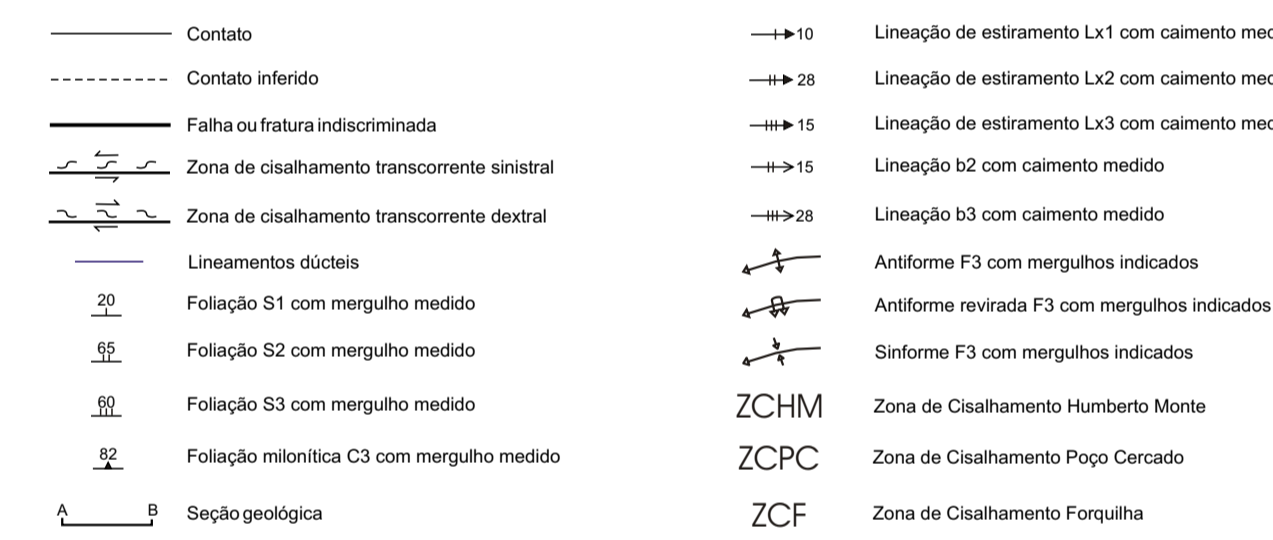 Contato
Contato inferido
Falha ou fratura indiscriminada
Zona de cisalhamento transcorrente sinistral
Zona de cisalhamento transcorrente dextral
Lineamentos dúcteis
20 Foliação S1 com mergulho medido
65 Foliação S2 com mergulho medido
60 Foliação S3 com mergulho medido
82 Foliação milonítica C3 com mergulho medido
A B Seção geológica
10 Lineação de estiramento Lx1 com caimento
28 Lineação de estiramento Lx2 com caimento
15 Lineação de estiramento Lx3 com caimento
15 Lineação b2 com caimento medido
28 Lineação b3 com caimento medido
Antiforme F3 com mergulhos indicados
Antiforme revirada F3 com mergulhos indicados
Sinforme F3 com mergulhos indicados
ZCHM Zona de Cisalhamento Humberto Monte
ZCPC Zona de Cisalhamento Poço Cercado
ZCF Zona de Cisalhamento Forquilha